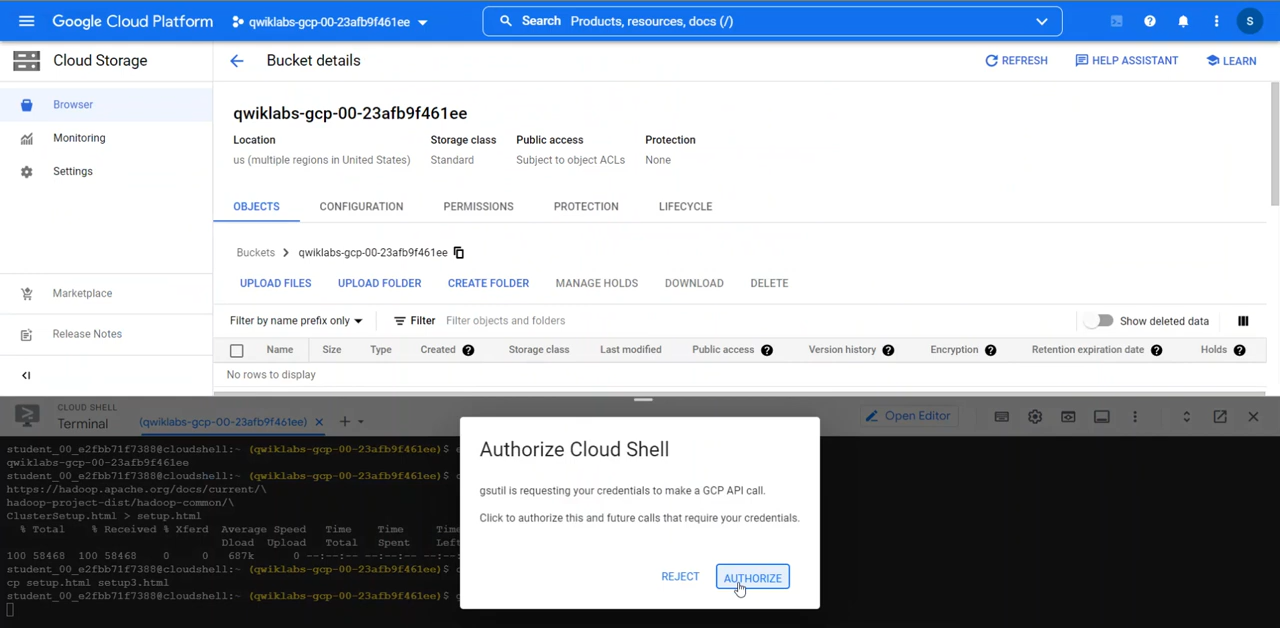 Google Cloud Platform qwiklabs-gcp-00-23afb9f461ee Search Products, resources, docs (/) S
Cloud Storage
Bucket details REFRESH HELP ASSISTANT LEARN
Browser
Monitoring
Settings
Marketplace
Release Notes
qwiklabs-gcp-00-23afb9f461ee
Location Storage class Public access Protection
us (multiple regions in United States) Standard Subject to object ACLs None
OBJECTS CONFIGURATION PERMISSIONS PROTECTION LIFECYCLE
Buckets > qwiklabs-gcp-00-23afb9f461ee
UPLOAD FILES UPLOAD FOLDER CREATE FOLDER MANAGE HOLDS DOWNLOAD DELETE
Filter by name prefix only Filter Filter objects and folders Show deleted data
Name Size Type Created Storage class Last modified Public access Version history Encryption Retention expiration date Holds
No rows to display
CLOUD SHELL
Terminal (qwiklabs-gcp-00-23afb9f461ee) Open Editor
student_00_e2fbb71f7388@cloudshell:~ (qwiklabs-gcp-00-23afb9f461ee)$ e
qwiklabs-gcp-00-23afb9f461ee
student_00_e2fbb71f7388@cloudshell:~ (qwiklabs-gcp-00-23afb9f461ee)$ c
https://hadoop.apache.org/docs/current/\
hadoop-project-dist/hadoop-common/\
ClusterSetup.html > setup.html
% Total % Received % Xferd Average Speed Time Time Time
Dload Upload Total Spent Left
100 58468 100 58468 0 0 687k 0 --:--:-- --:--:-- --:--:--
student_00_e2fbb71f7388@cloudshell:~ (qwiklabs-gcp-00-23afb9f461ee)$ c
cp setup.html setup3.html
student_00_e2fbb71f7388@cloudshell:~ (qwiklabs-gcp-00-23afb9f461ee)$
Authorize Cloud Shell
gsutil is requesting your credentials to make a GCP API call.
Click to authorize this and future calls that require your credentials.
REJECT AUTHORIZE